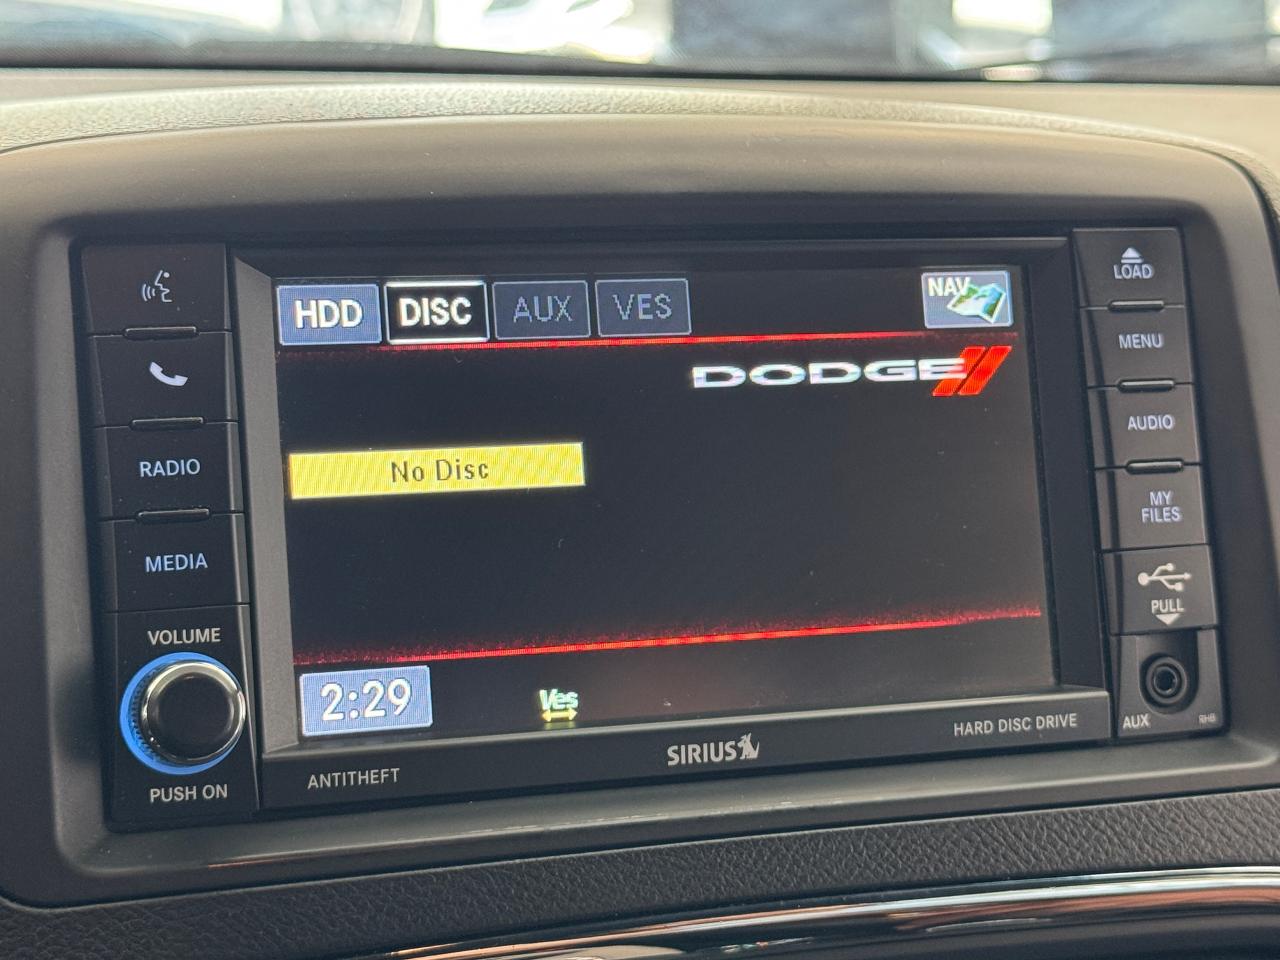 HDD DISC AUX VES NAV
DODGE
No Disc
2:29 Ves
RADIO
MEDIA
VOLUME
PUSH ON
ANTITHEFT
SIRIUS
HARD DISC DRIVE
LOAD
MENU
AUDIO
MY
FILES
PULL
AUX RHB